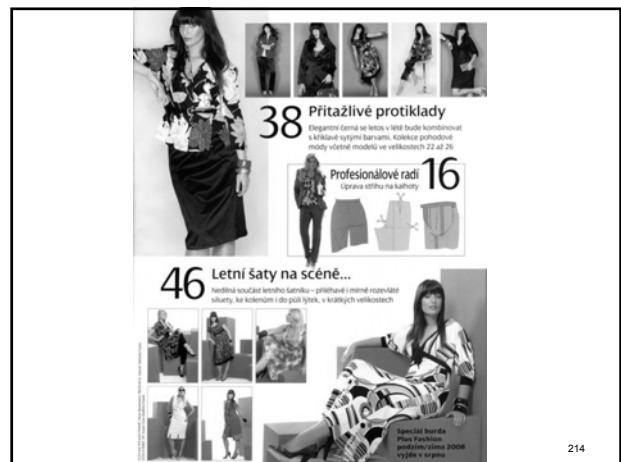 38 Přitažlivé protiklady
Elegantní černá se letos v létě bude kombinovat
s křiklavě sytými barvami. Kolekce pohodové
módy včetně modelů ve velikostech 22 až 26
Profesionálové radí 16
Úprava střihu na kalhoty
46 Letní šaty na scéně...
Nedílná součást letního šatníku – přiléhavé i mírně rozevláté
siluety, ke kolenům i do půli lýtek, v krátkých velikostech
Speciál burda
Plus Fashion
podzim/zima 2008
vyjde v srpnu
214